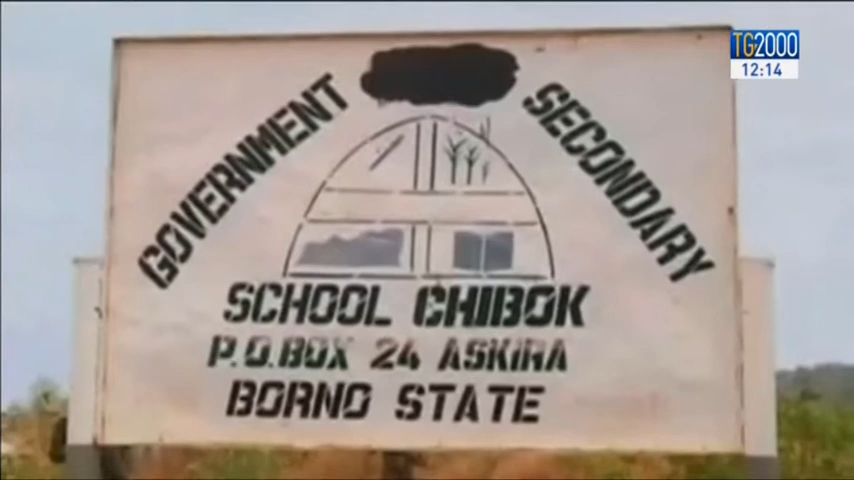 TG2000
12:14
GOVERNMENT SECONDARY
SCHOOL CHIBOK
P.O.BOX 24 ASKIRA
BORNO STATE